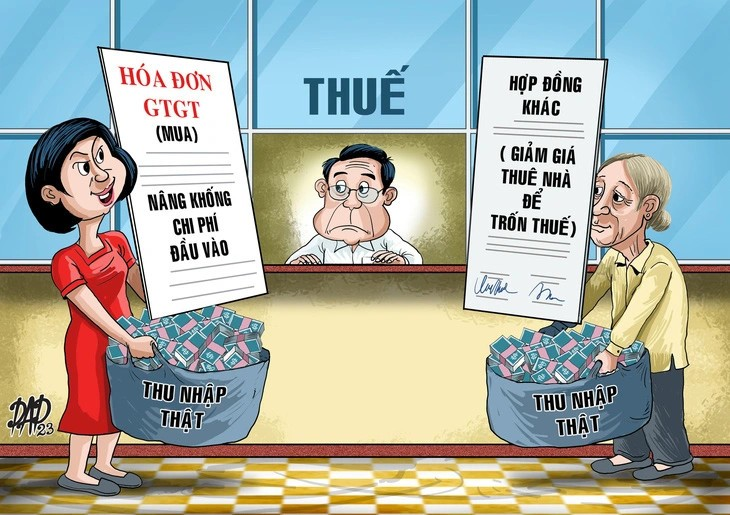 THUẾ
HÓA ĐƠN
GTGT
(MUA)
NÂNG KHỐNG
CHI PHÍ
ĐẦU VÀO
HỢP ĐỒNG
KHÁC
( GIẢM GIÁ
THUÊ NHÀ
ĐỂ
TRỐN THUẾ)
THU NHẬP
THẬT
THU NHẬP
THẬT
DAD
23